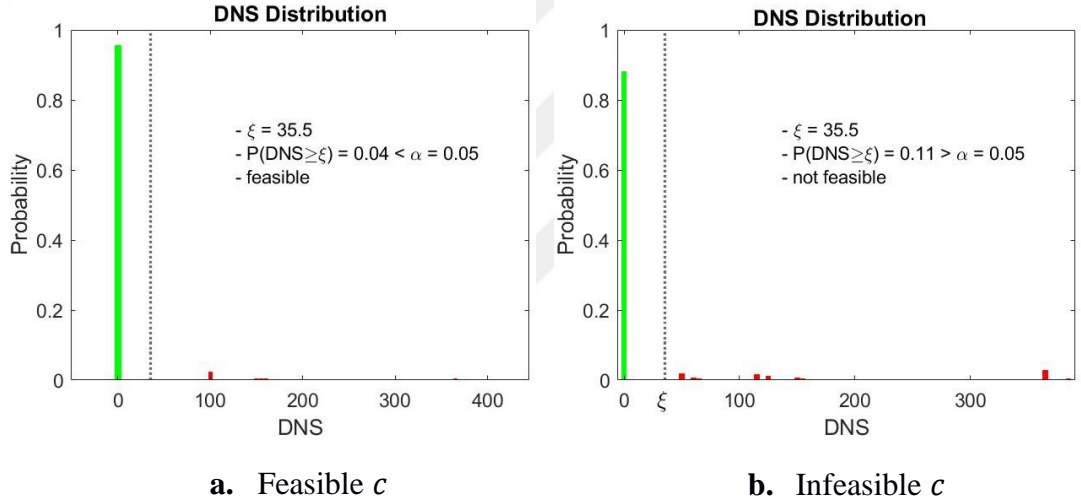 DNS Distribution
1
0.8
0.6
0.4
0.2
0
Probability
- ξ = 35.5
- P(DNS≥ξ) = 0.04 < α = 0.05
- feasible
0 100 200 300 400
DNS
a. Feasible c
DNS Distribution
1
0.8
0.6
0.4
0.2
0
Probability
- ξ = 35.5
- P(DNS≥ξ) = 0.11 > α = 0.05
- not feasible
0 ξ 100 200 300
DNS
b. Infeasible c